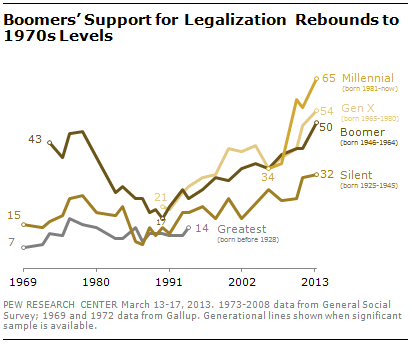 Boomers' Support for Legalization Rebounds to
1970s Levels
65 Millennial
(born 1981-now)
54 Gen X
(born 1965-1980)
50 Boomer
(born 1946-1964)
43
34
32 Silent
(born 1925-1945)
21
17
15
14 Greatest
(born before 1928)
7
1969 1980 1991 2002 2013
PEW RESEARCH CENTER March 13-17, 2013. 1973-2008 data from General Social
Survey; 1969 and 1972 data from Gallup. Generational lines shown when significant
sample is available.